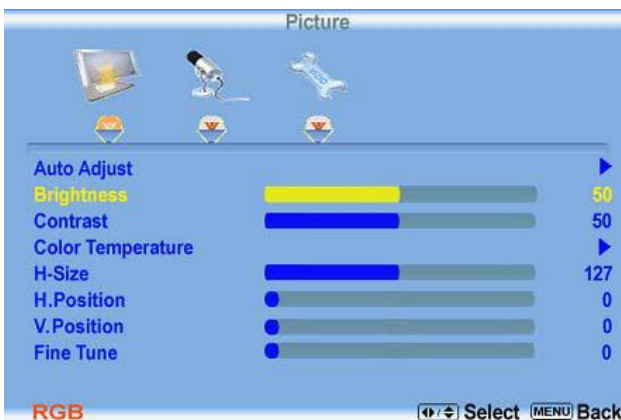 Picture
Auto Adjust
Brightness 50
Contrast 50
Color Temperature
H-Size 127
H.Position 0
V.Position 0
Fine Tune 0
RGB Select MENU Back